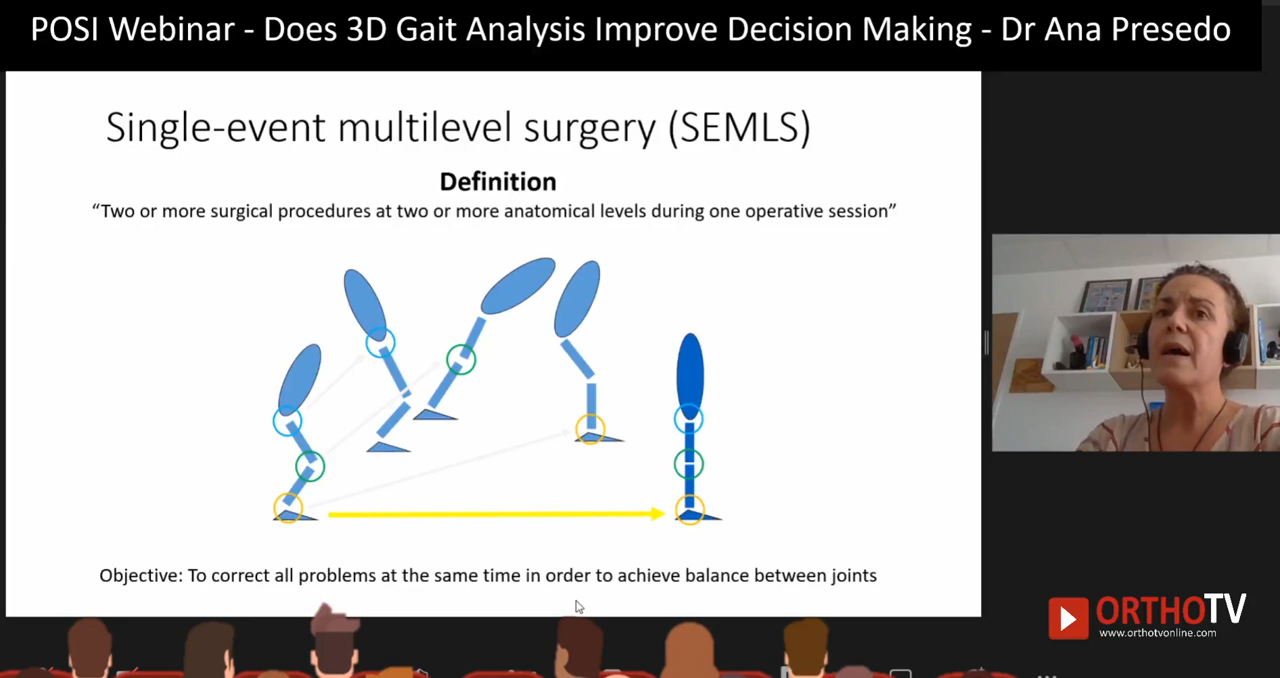 POSI Webinar - Does 3D Gait Analysis Improve Decision Making - Dr Ana Presedo
Single-event multilevel surgery (SEMLS)
Definition
“Two or more surgical procedures at two or more anatomical levels during one operative session”
Objective: To correct all problems at the same time in order to achieve balance between joints
ORTHOTV
www.orthotvonline.com